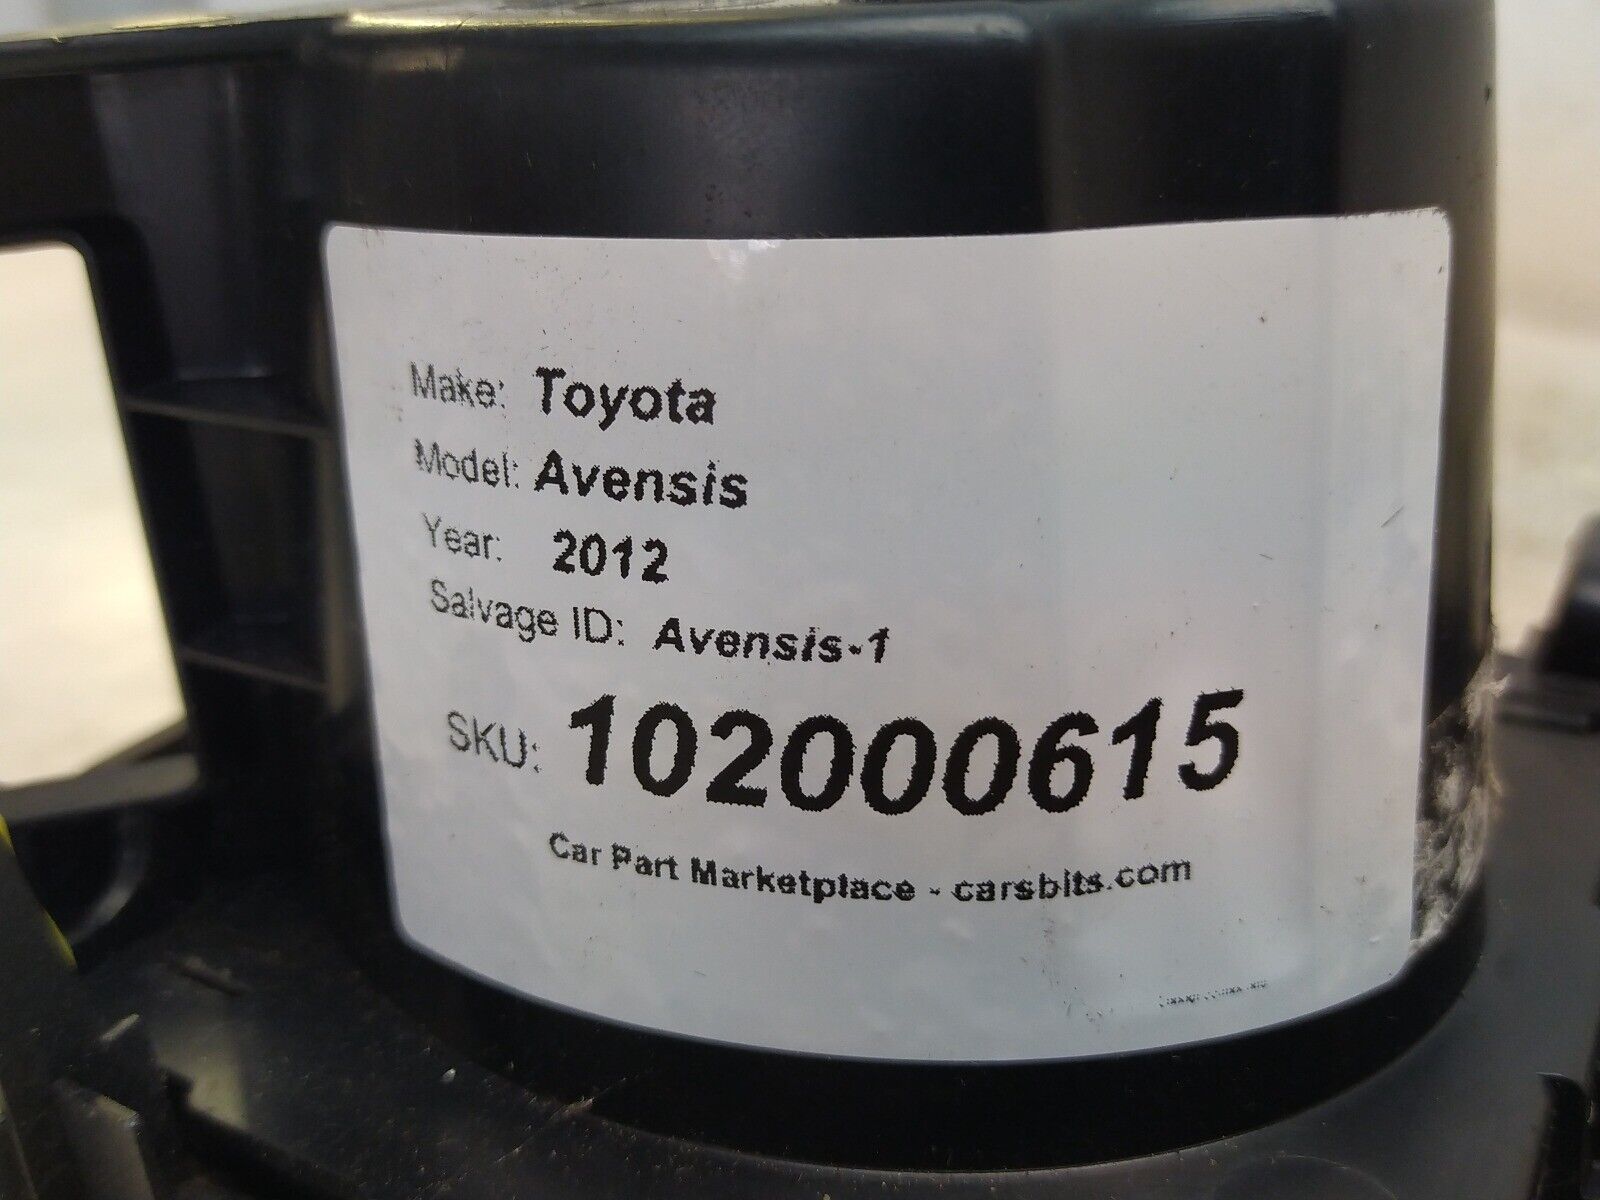 Make: Toyota
Model: Avensis
Year: 2012
Salvage ID: Avensis-1
SKU: 102000615
Car Part Marketplace - carsbits.com